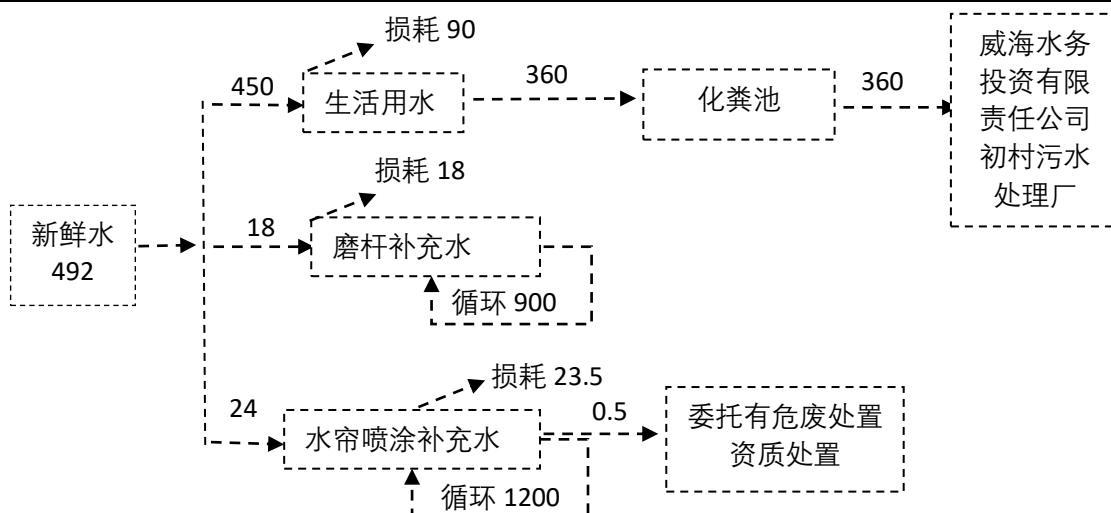 损耗 90
450
生活用水
360
化粪池
360
威海水务
投资有限
责任公司
初村污水
处理厂
损耗 18
新鲜水
492
18
磨杆补充水
循环 900
损耗 23.5
24
水帘喷涂补充水
0.5
委托有危废处置
资质处置
循环 1200